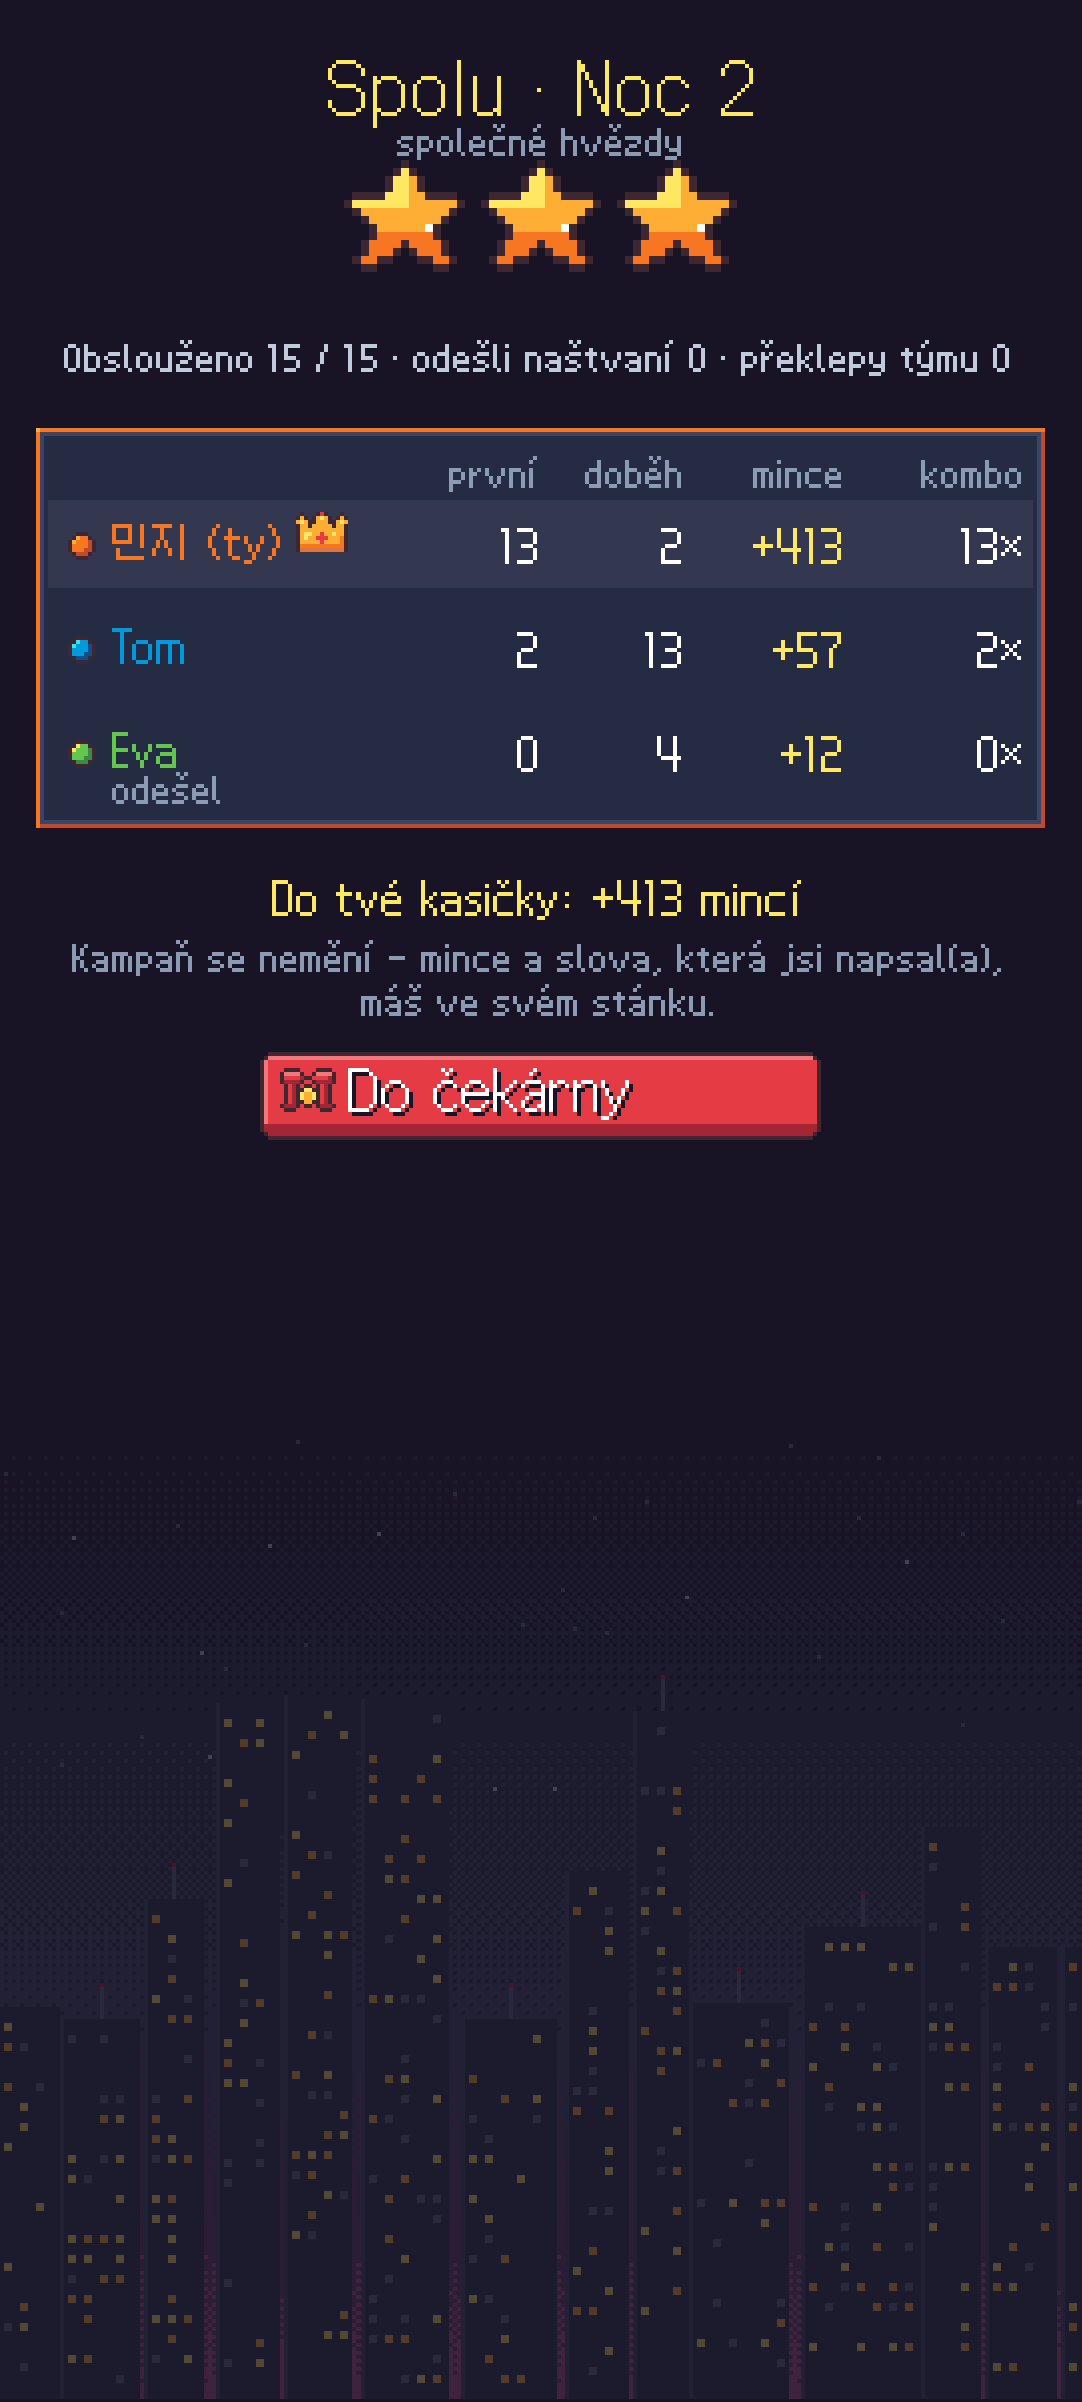 Spolu · Noc 2
společné hvězdy
Obslouženo 15 / 15 · odešli naštvaní 0 · překlepy týmu 0
první doběh mince kombo
민지 (ty) 13 2 +413 13×
Tom 2 13 +57 2×
Eva 0 4 +12 0×
odešel
Do tvé kasičky: +413 mincí
Kampaň se nemění – mince a slova, která jsi napsal(a),
máš ve svém stánku.
Do čekárny